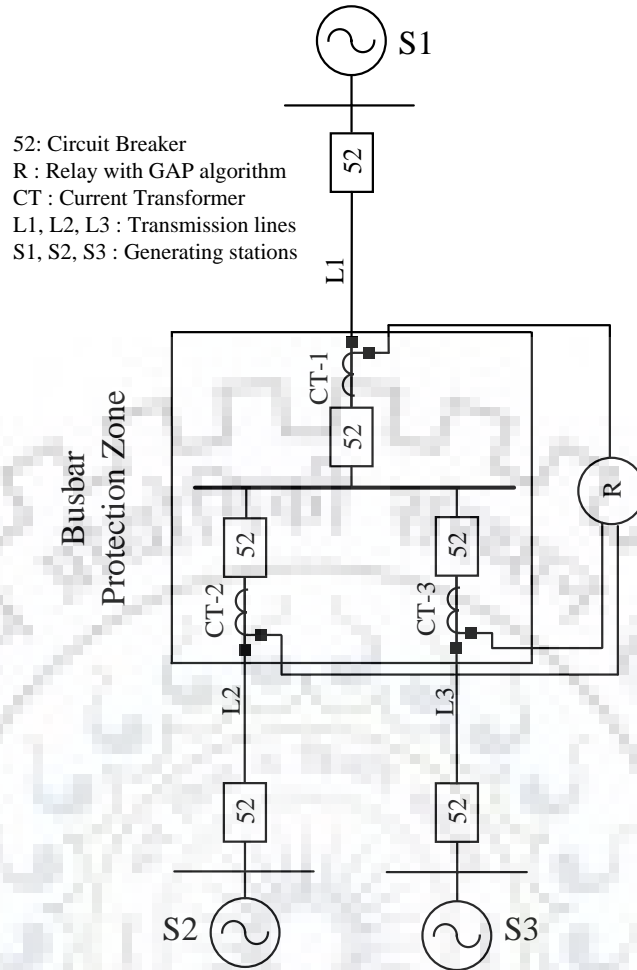 S1
52: Circuit Breaker
R : Relay with GAP algorithm
CT : Current Transformer
L1, L2, L3 : Transmission lines
S1, S2, S3 : Generating stations
52
L1
CT-1
52
Busbar
Protection Zone
R
52
52
CT-2
CT-3
L2
L3
52
52
S2
S3